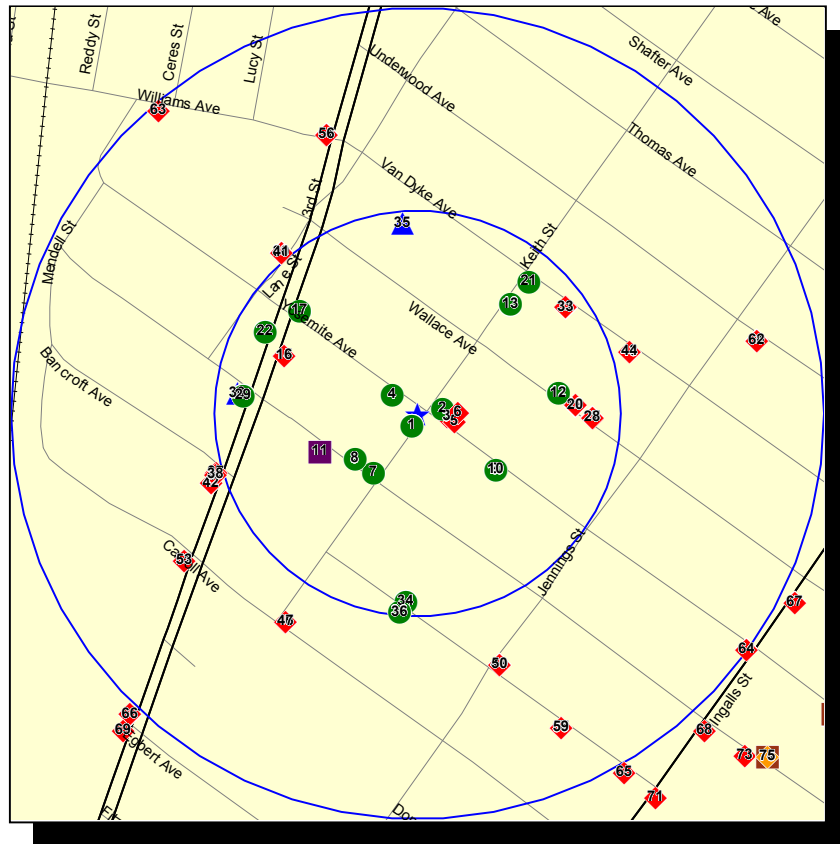 Ave
Reddy St
Ceres St
Lucy St
Shafter Ave
Underwood Ave
Williams Ave
63
56
Thomas Ave
Van Dyke Ave
3rd St
35
Keith St
Mendell St
41
Lane St
21
13
33
17
Yosemite Ave
Wallace Ave
22
16
44
62
Bancroft Ave
29
4
12
20
28
2
6
5
1
11
8
7
10
38
42
53
Carroll Ave
Jennings St
34
36
47
67
50
64
66
69
Egbert Ave
59
Ingalls St
68
73
75
65
71